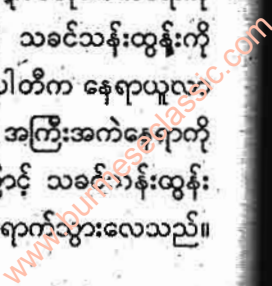 သခင်သန်းထွန်းကို
ပါတီက နေရာယူလာ
အကြီးအကဲနေရာကို
သခင်သန်းထွန်း
ရောက်သွားလေသည်။
www.burmeseclassic.com